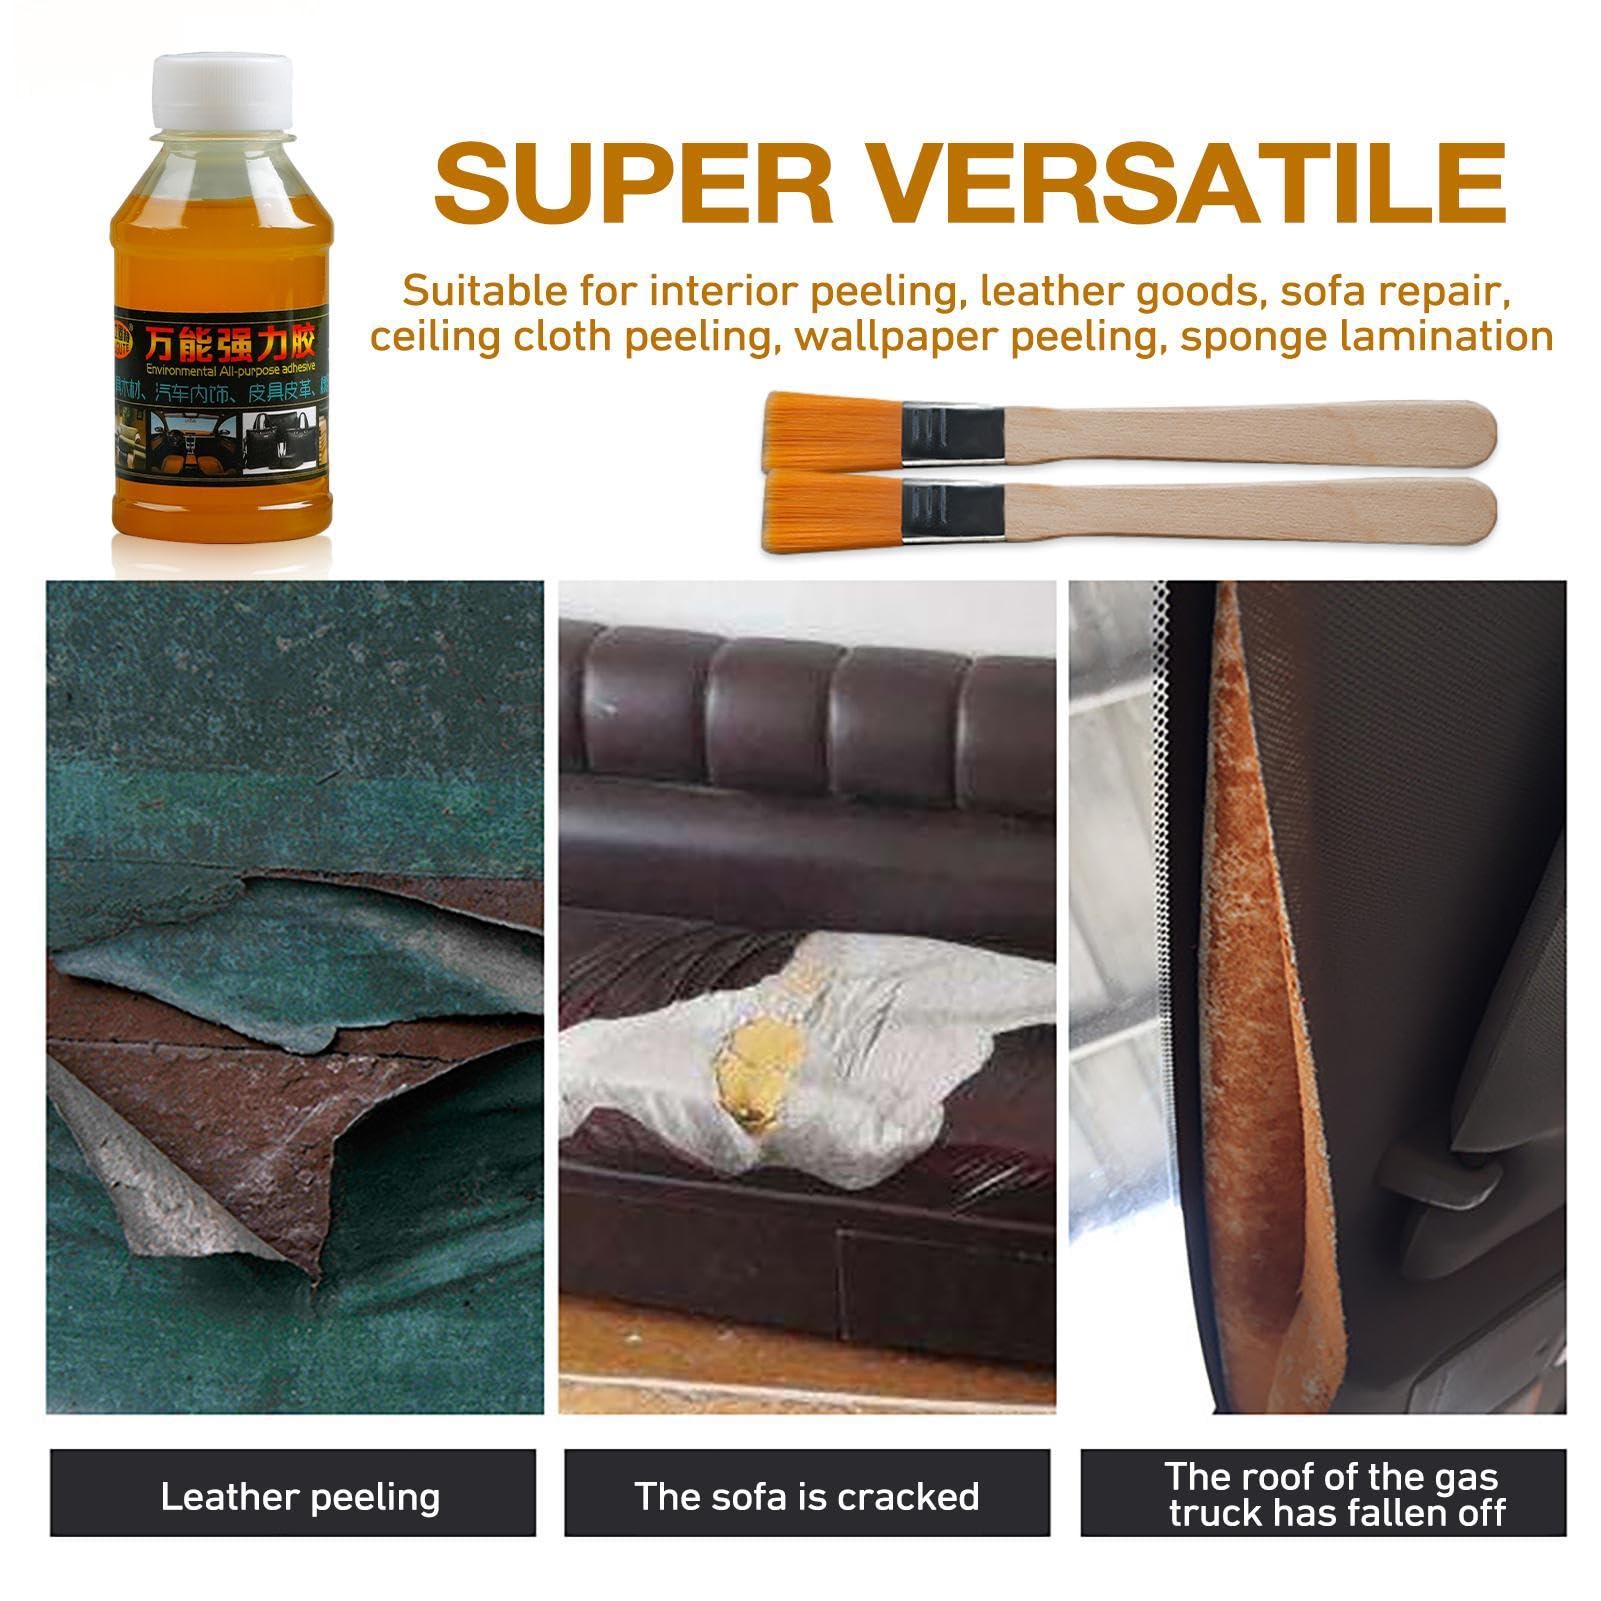 SUPER VERSATILE
Suitable for interior peeling, leather goods, sofa repair,
ceiling cloth peeling, wallpaper peeling, sponge lamination
万能强力胶
Environmental All-purpose adhesive
木材、汽车内饰、皮具皮革、
Leather peeling
The sofa is cracked
The roof of the gas
truck has fallen off